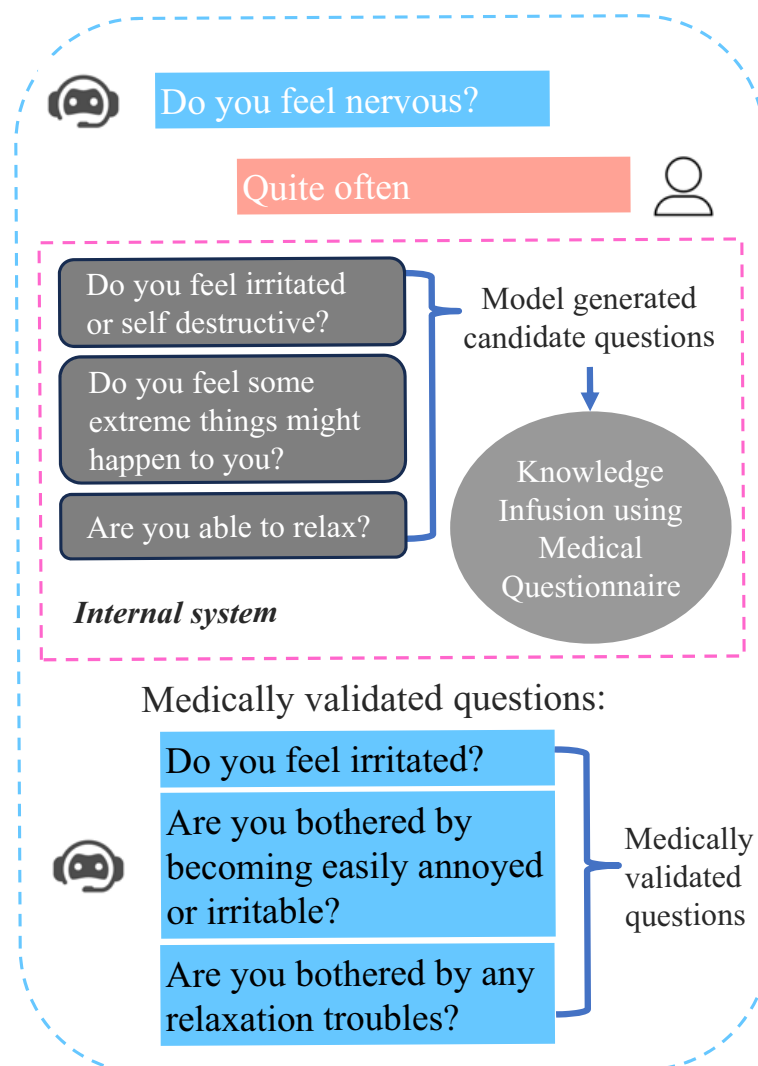 Do you feel nervous?
Quite often
Do you feel irritated
or self destructive?
Do you feel some
extreme things might
happen to you?
Are you able to relax?
Model generated
candidate questions
Knowledge
Infusion using
Medical
Questionnaire
Internal system
Medically validated questions:
Do you feel irritated?
Are you bothered by
becoming easily annoyed
or irritable?
Are you bothered by any
relaxation troubles?
Medically
validated
questions